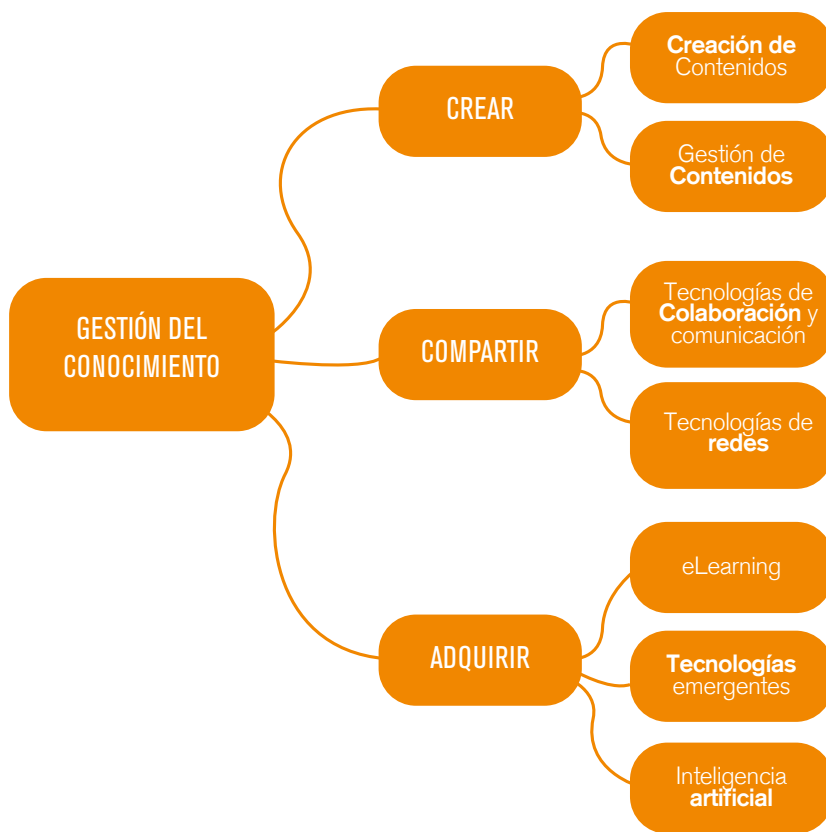 GESTIÓN DEL
CONOCIMIENTO
CREAR
Creación de
Contenidos
Gestión de
Contenidos
COMPARTIR
Tecnologías de
Colaboración y
comunicación
Tecnologías de
redes
ADQUIRIR
eLearning
Tecnologías
emergentes
Inteligencia
artificial